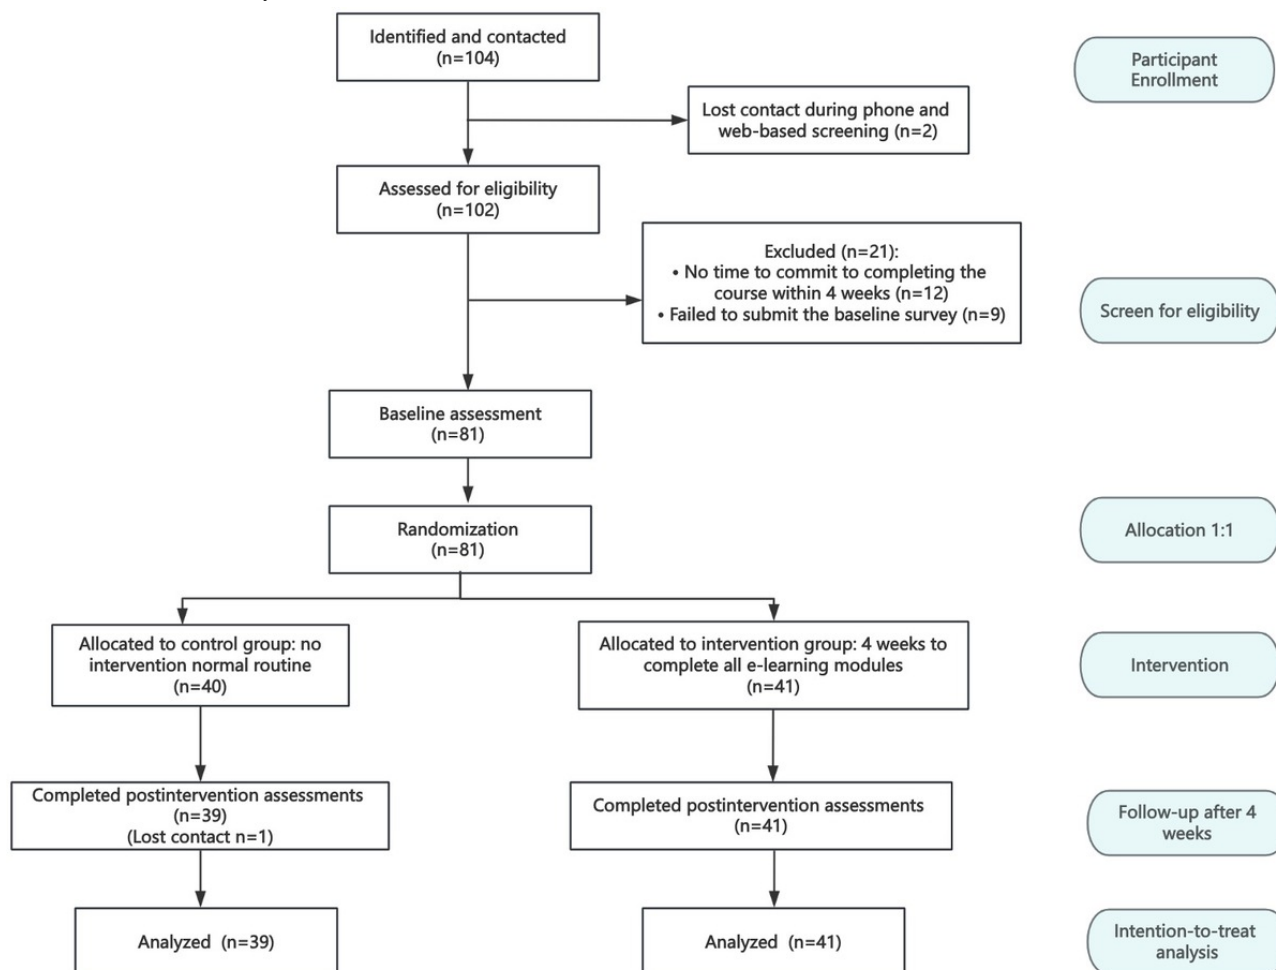 Identified and contacted
(n=104)
Participant
Enrollment
Lost contact during phone and
web-based screening (n=2)
Assessed for eligibility
(n=102)
Excluded (n=21):
• No time to commit to completing the
course within 4 weeks (n=12)
• Failed to submit the baseline survey (n=9)
Screen for eligibility
Baseline assessment
(n=81)
Randomization
(n=81)
Allocation 1:1
Allocated to control group: no
intervention normal routine
(n=40)
Allocated to intervention group: 4 weeks to
complete all e-learning modules
(n=41)
Intervention
Completed postintervention assessments
(n=39)
(Lost contact n=1)
Completed postintervention assessments
(n=41)
Follow-up after 4
weeks
Analyzed (n=39)
Analyzed (n=41)
Intention-to-treat
analysis